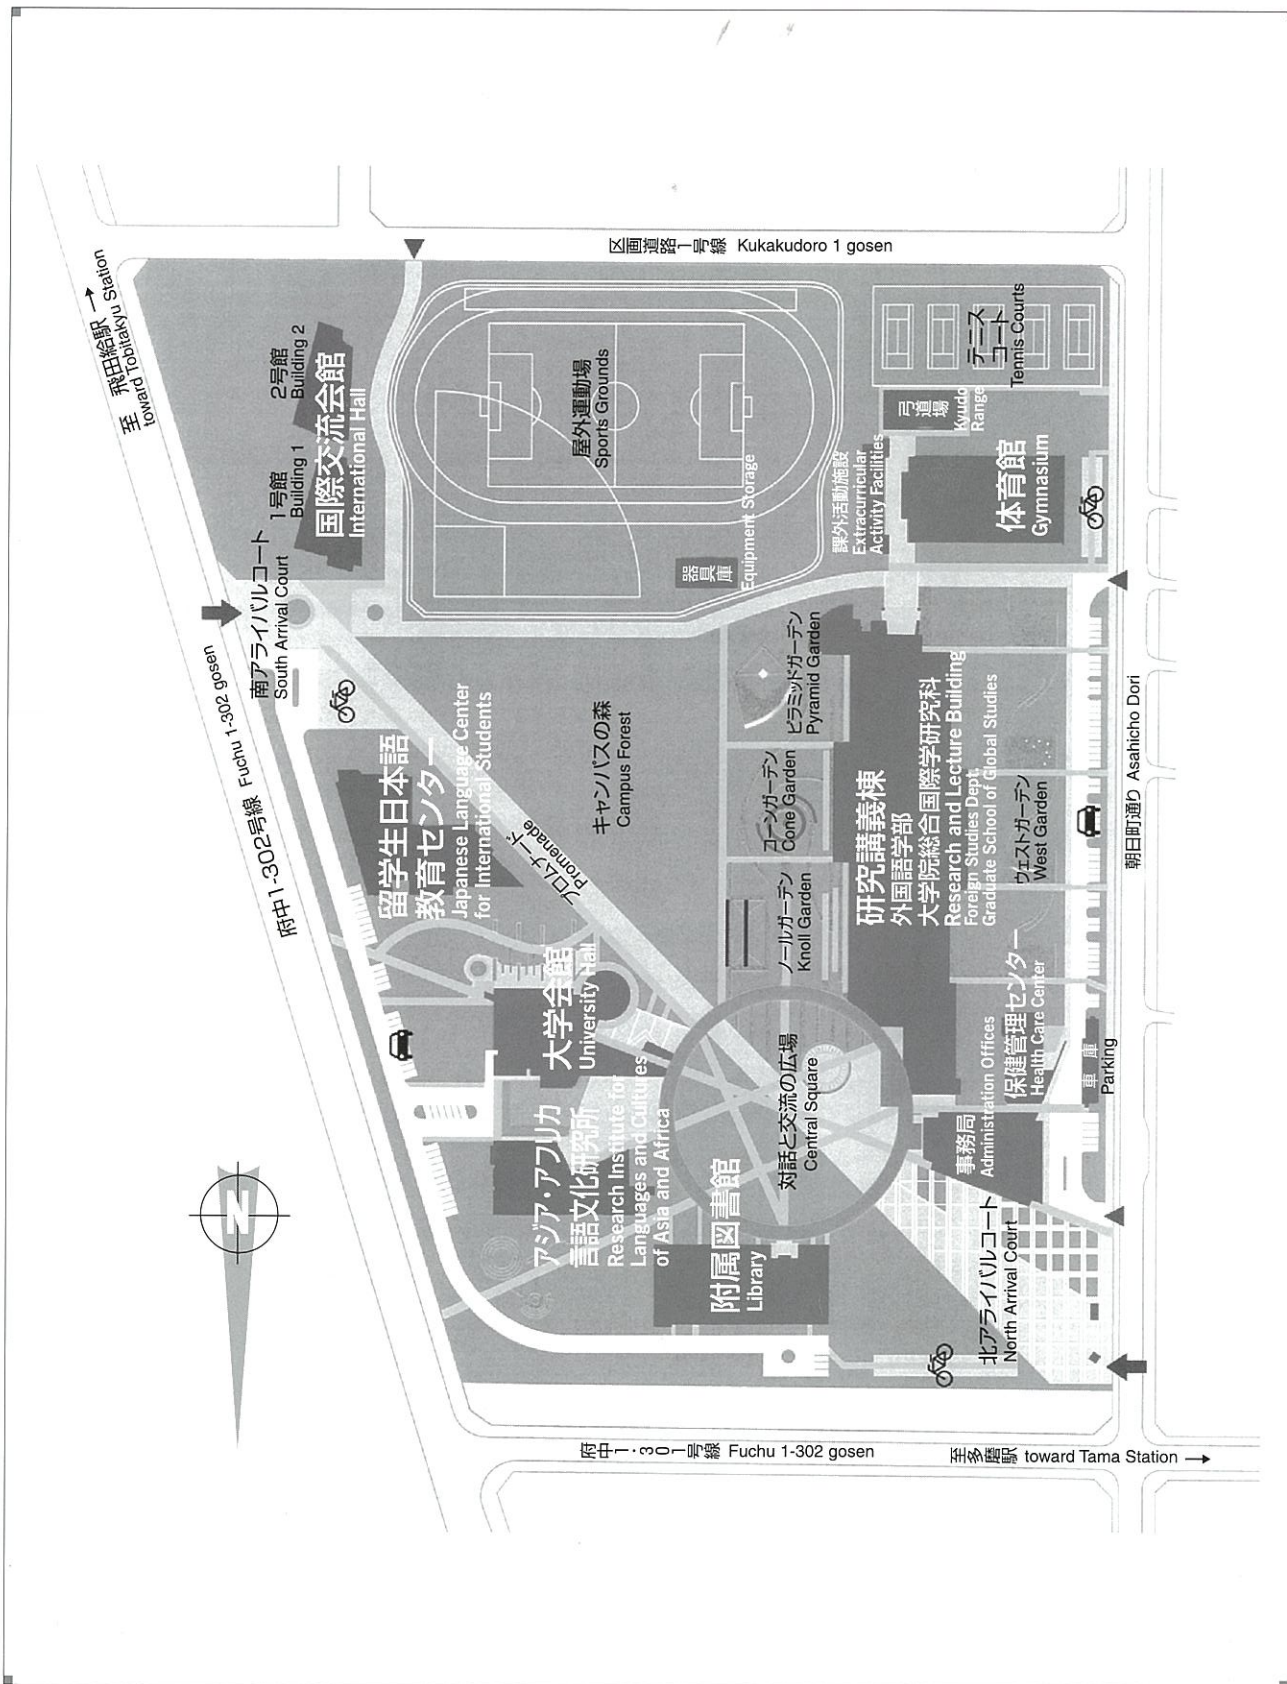 至 飛田給駅 →
toward Tobitakyu Station
府中1-302号線 Fuchu 1-302 gosen
南アライバルコート
South Arrival Court
1号館
Building 1
2号館
Building 2
国際交流会館
International Hall
区画道路1号線 Kukakudoro 1 gosen
屋外運動場
Sports Grounds
器具庫
Equipment Storage
課外活動施設
Extracurricular
Activity Facilities
弓道場
Kyudo
Range
テニス
コート
Tennis Courts
体育館
Gymnasium
留学生日本語
教育センター
Japanese Language Center
for International Students
プロムナード
Promenade
キャンパスの森
Campus Forest
ピラミッドガーデン
Pyramid Garden
コーンガーデン
Cone Garden
ノールガーデン
Knoll Garden
研究講義棟
外国語学部
大学院総合国際学研究科
Research and Lecture Building
Foreign Studies Dept.
Graduate School of Global Studies
ウェストガーデン
West Garden
朝日町通り Asahicho Dori
大学会館
University Hall
アジア・アフリカ
言語文化研究所
Research Institute for
Languages and Cultures
of Asia and Africa
対話と交流の広場
Central Square
保健管理センター
Health Care Center
車庫
Parking
事務局
Administration Offices
附属図書館
Library
北アライバルコート
North Arrival Court
N
府中1・301号線 Fuchu 1-302 gosen
至多磨駅 toward Tama Station →